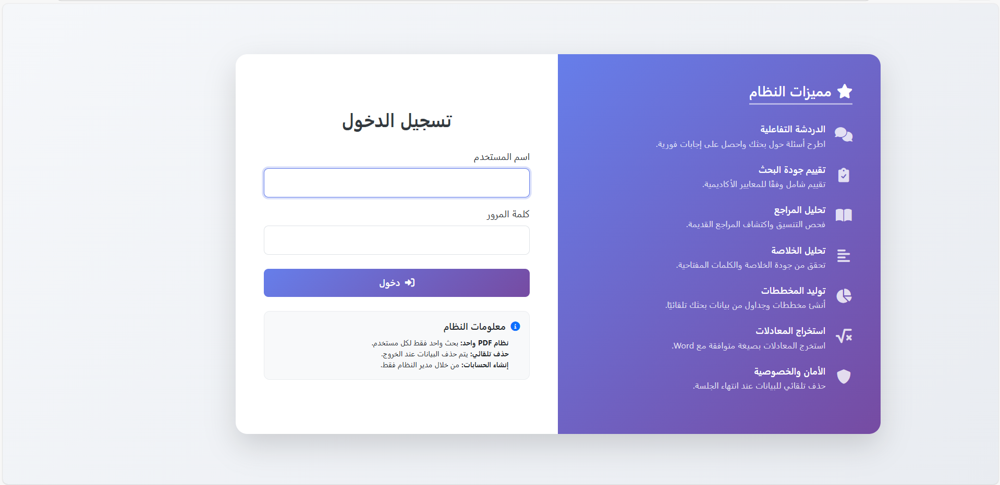 مميزات النظام
الدردشة التفاعلية
اطرح أسئلة حول بحثك واحصل على إجابات فورية.
تقييم جودة البحث
تقييم شامل وفقًا للمعايير الأكاديمية.
تحليل المراجع
فحص التنسيق واكتشاف المراجع القديمة.
تحليل الخلاصة
تحقق من جودة الخلاصة والكلمات المفتاحية.
توليد المخططات
أنشئ مخططات وجداول من بيانات بحثك تلقائيًا.
استخراج المعادلات
استخرج المعادلات بصيغة متوافقة مع Word.
الأمان والخصوصية
حذف تلقائي للبيانات عند انتهاء الجلسة.
تسجيل الدخول
اسم المستخدم
كلمة المرور
دخول
معلومات النظام
نظام PDF واحد: بحث واحد فقط لكل مستخدم.
حذف تلقائي: يتم حذف البيانات عند الخروج.
إنشاء الحسابات: من خلال مدير النظام فقط.